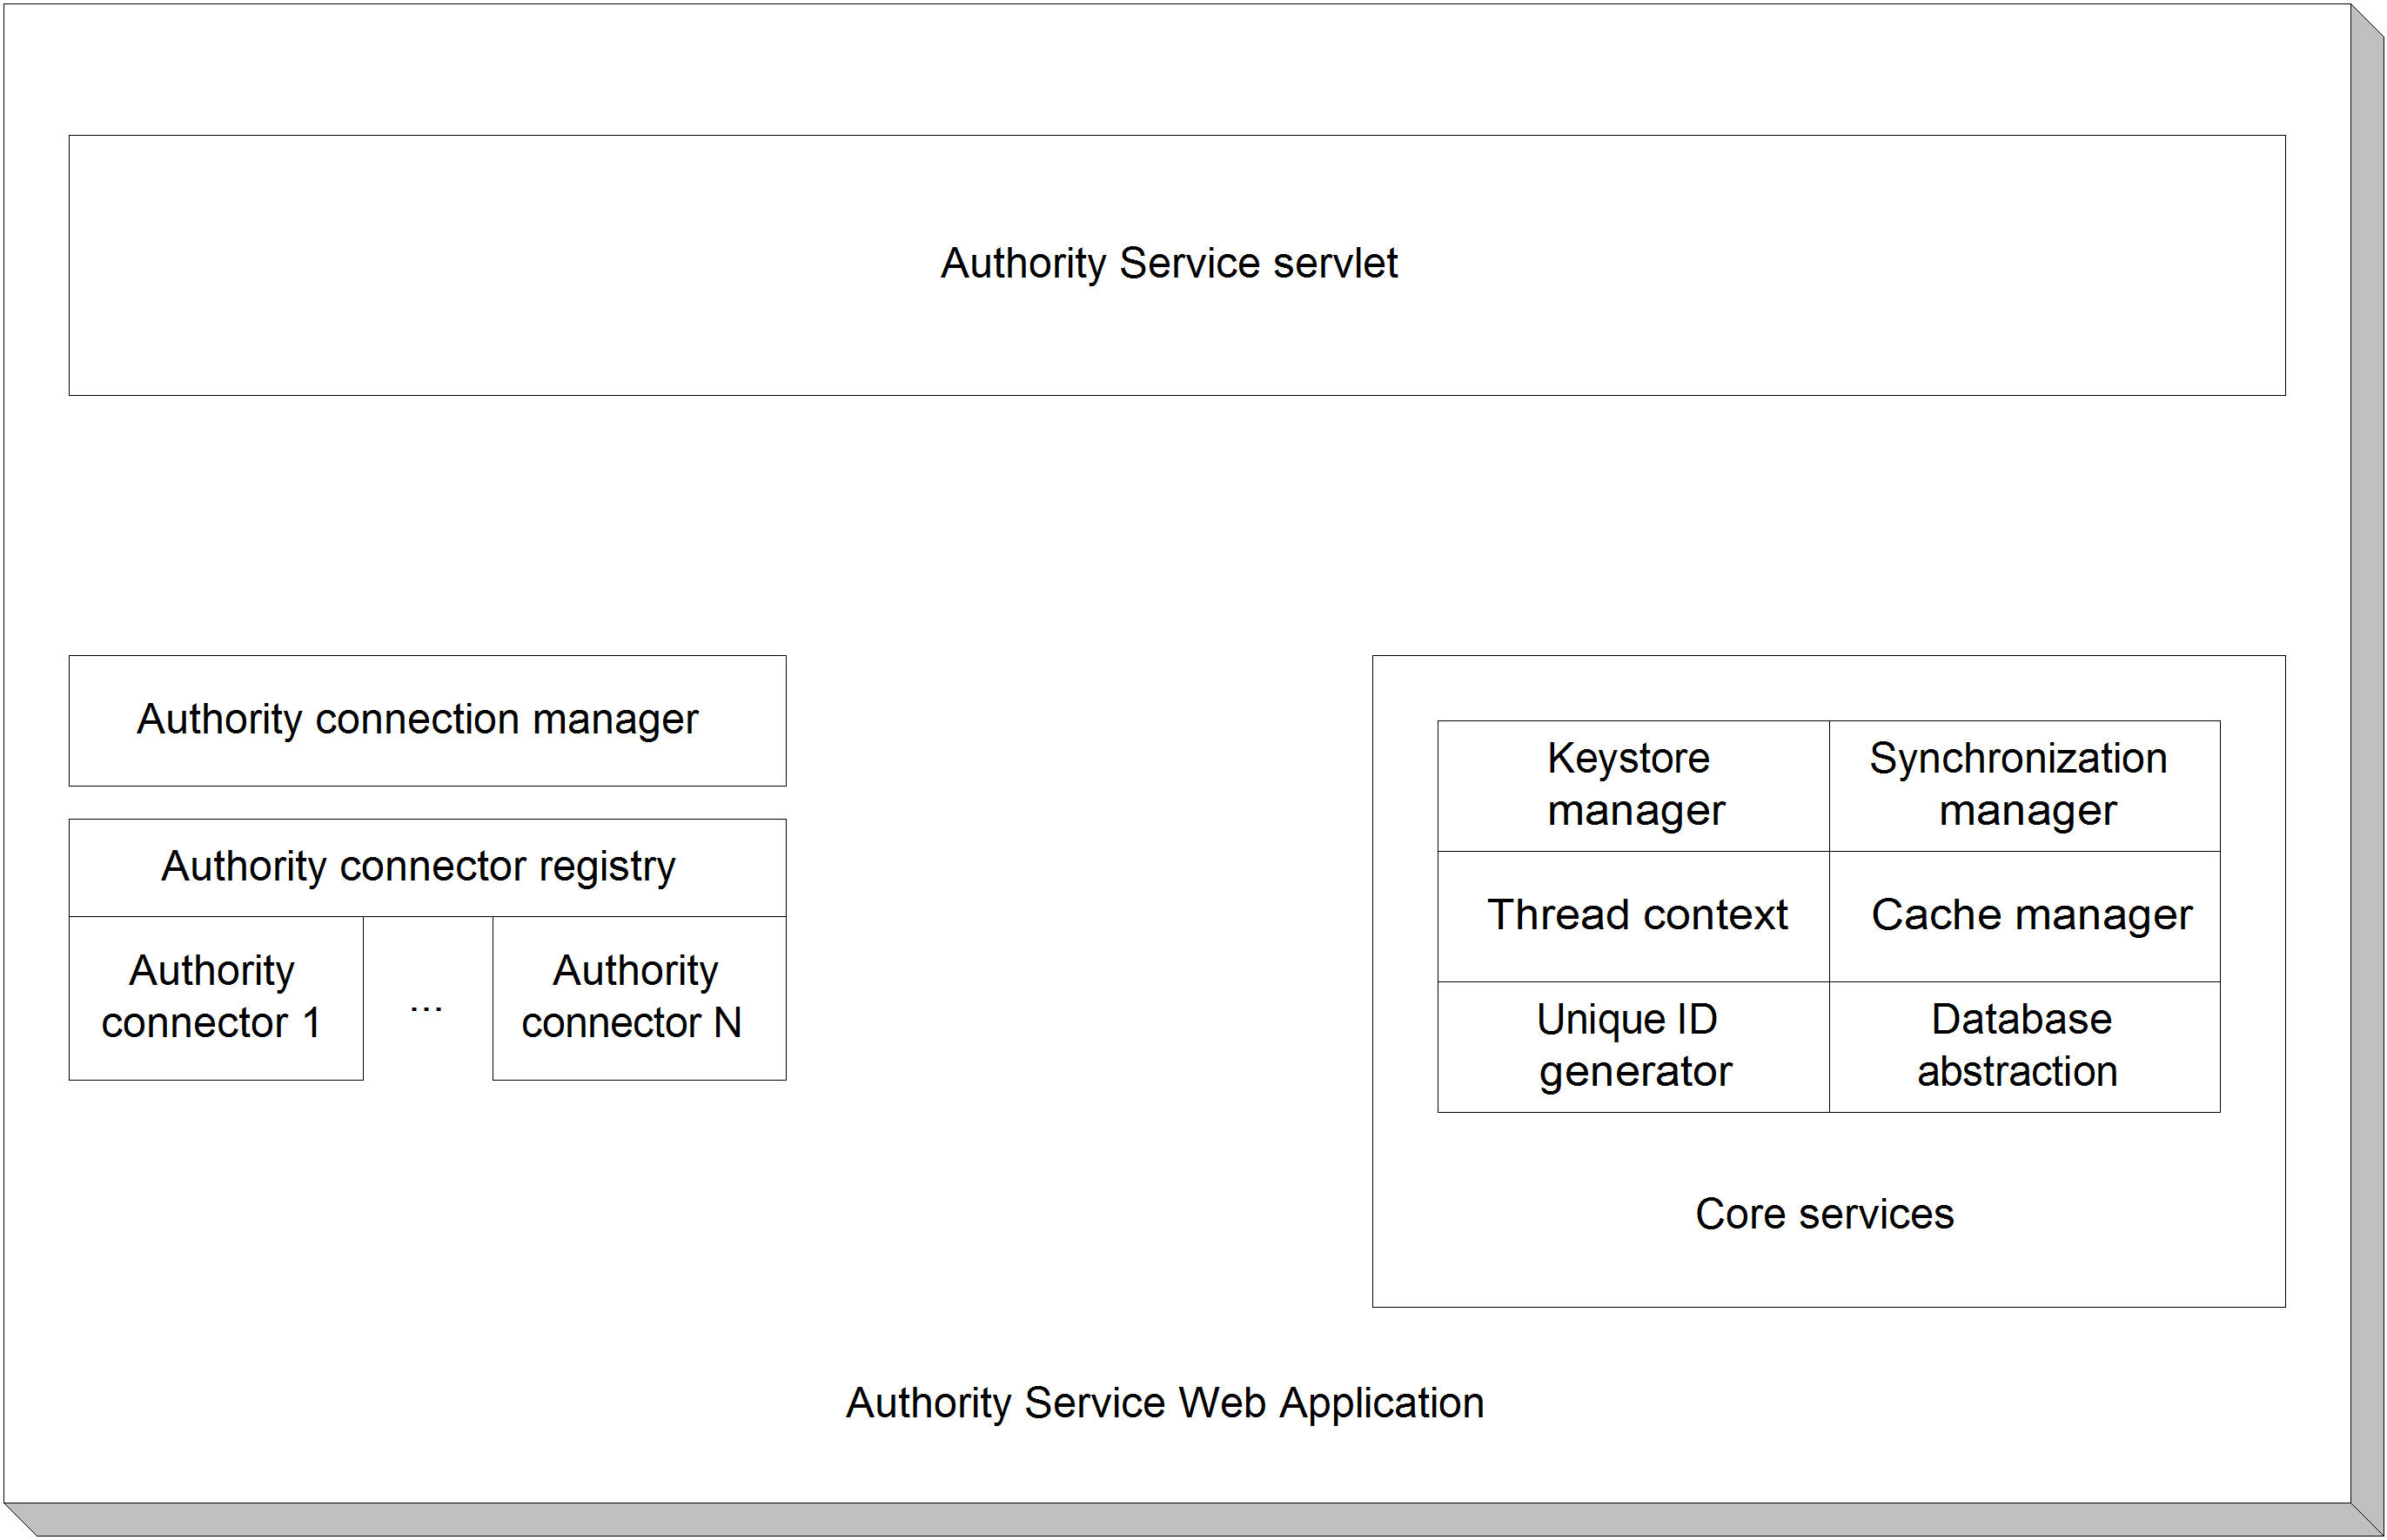 Authority Service servlet
Authority connection manager
Authority connector registry
Authority
connector 1
...
Authority
connector N
Keystore
manager
Synchronization
manager
Thread context
Cache manager
Unique ID
generator
Database
abstraction
Core services
Authority Service Web Application